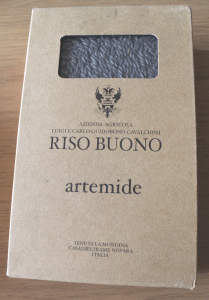 AZIENDA AGRICOLA
LUIGI E CARLO GUIDOBONO CAVALCHINI
RISO BUONO
artemide
TENUTA LA MONDINA
CASALBELTRAME NOVARA
ITALIA